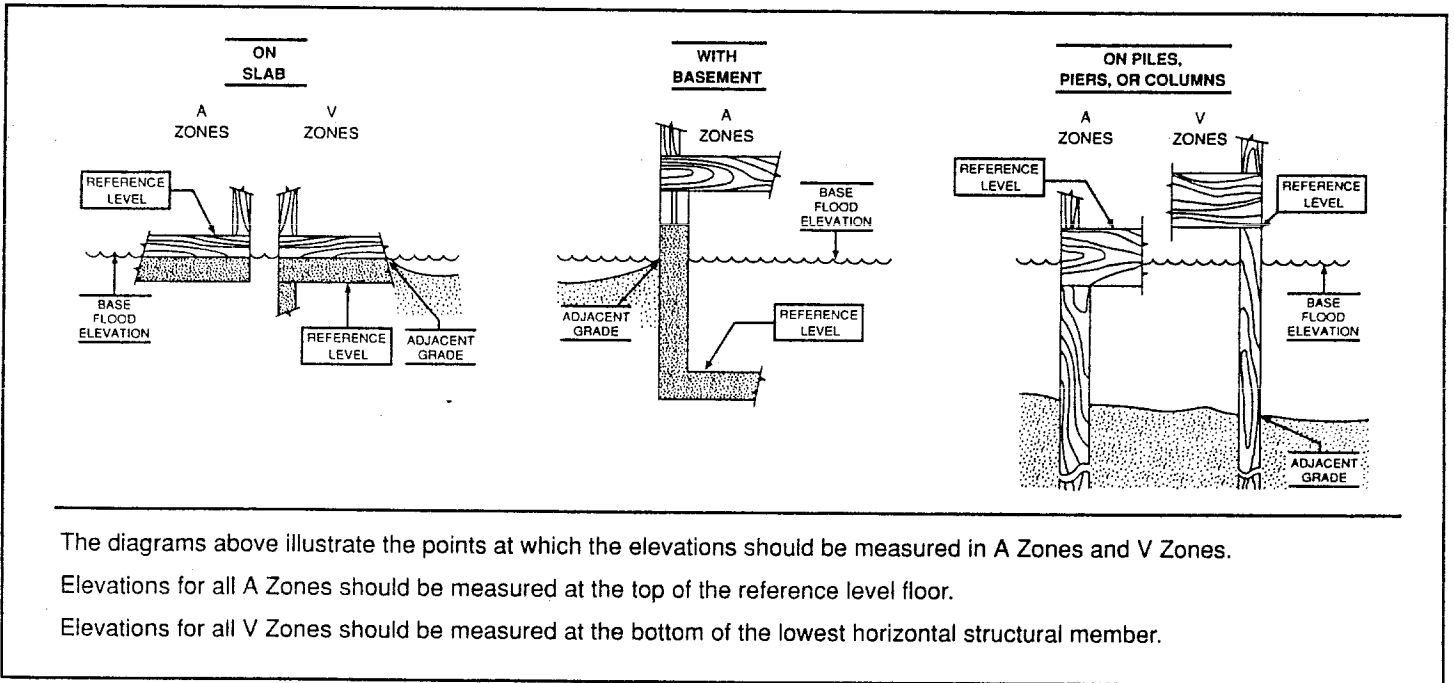 ON
SLAB
A
ZONES
V
ZONES
REFERENCE
LEVEL
BASE
FLOOD
ELEVATION
REFERENCE
LEVEL
ADJACENT
GRADE
WITH
BASEMENT
A
ZONES
BASE
FLOOD
ELEVATION
ADJACENT
GRADE
REFERENCE
LEVEL
ON PILES,
PIERS, OR COLUMNS
A
ZONES
V
ZONES
REFERENCE
LEVEL
REFERENCE
LEVEL
BASE
FLOOD
ELEVATION
ADJACENT
GRADE
The diagrams above illustrate the points at which the elevations should be measured in A Zones and V Zones.
Elevations for all A Zones should be measured at the top of the reference level floor.
Elevations for all V Zones should be measured at the bottom of the lowest horizontal structural member.